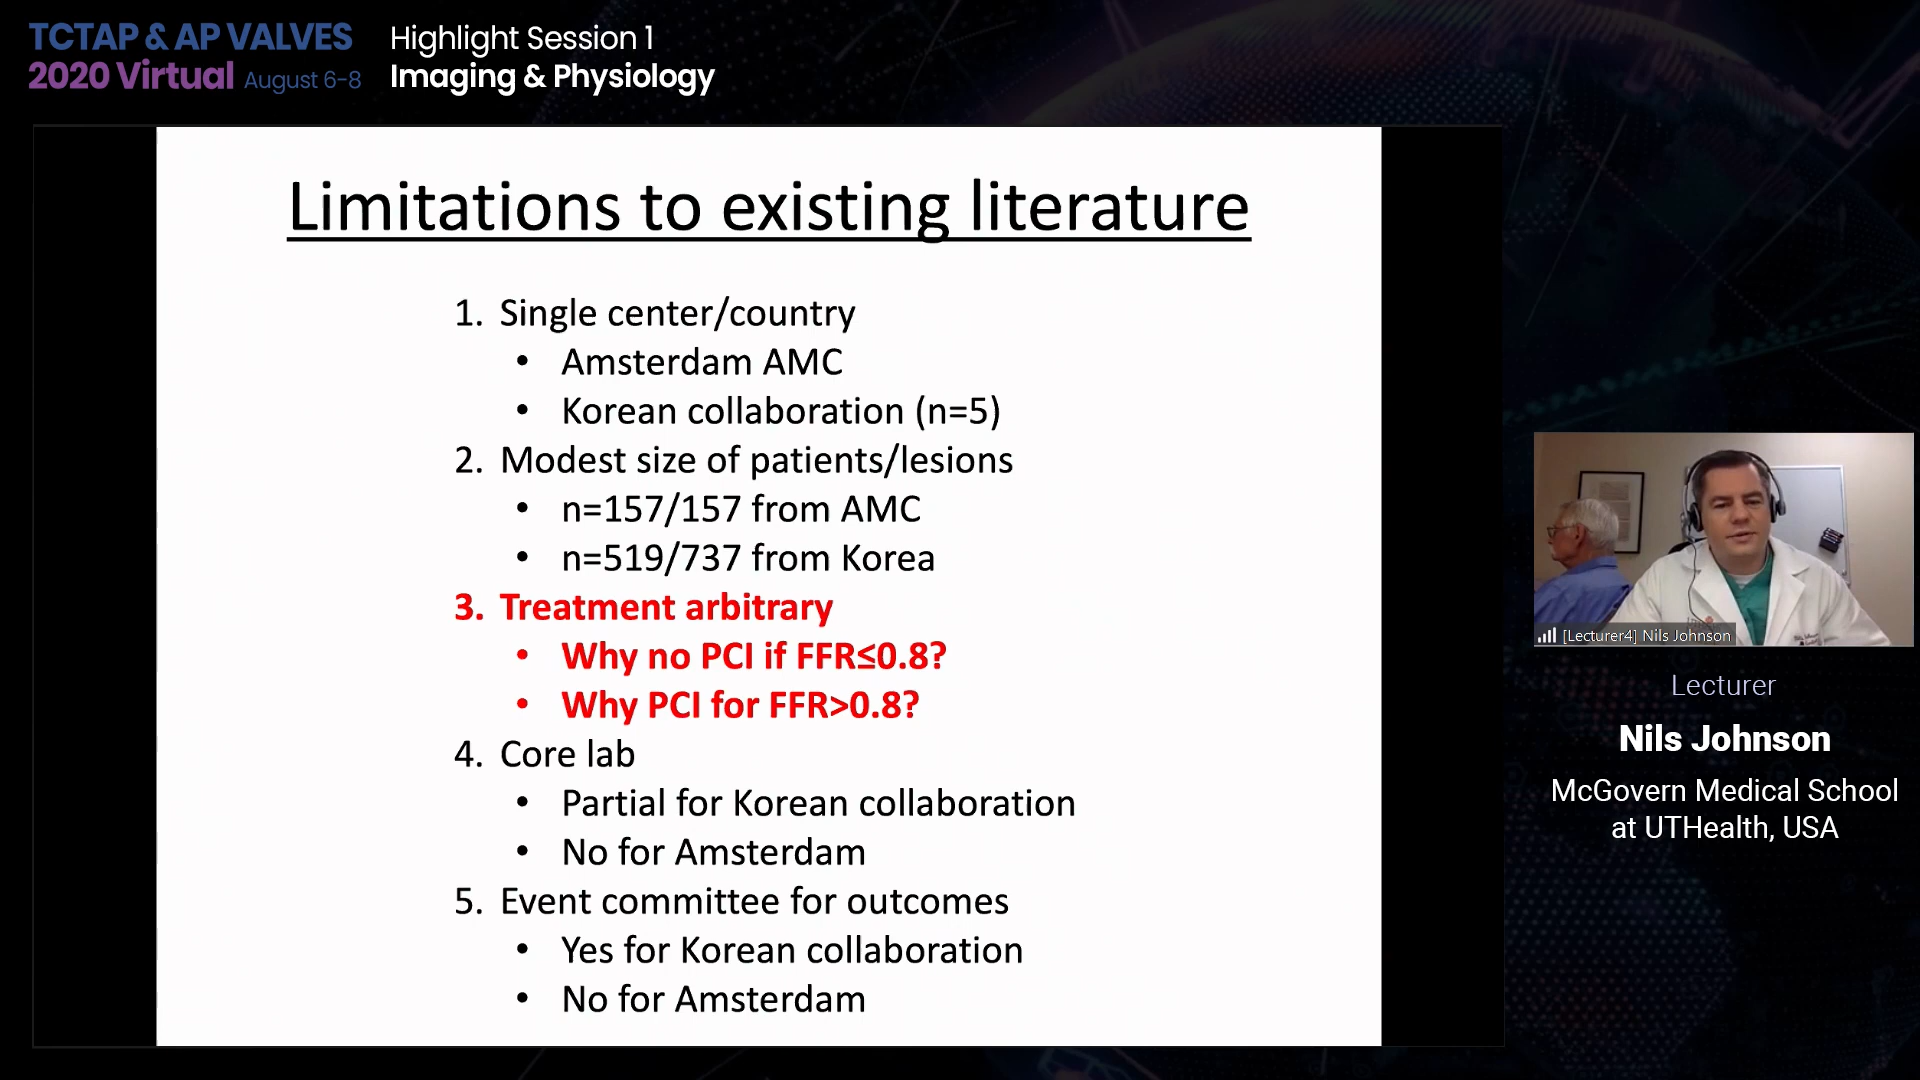 TCTAP & AP VALVES
2020 Virtual August 6-8
Highlight Session 1
Imaging & Physiology
Limitations to existing literature
1. Single center/country
• Amsterdam AMC
• Korean collaboration (n=5)
2. Modest size of patients/lesions
• n=157/157 from AMC
• n=519/737 from Korea
3. Treatment arbitrary
• Why no PCI if FFR≤0.8?
• Why PCI for FFR>0.8?
4. Core lab
• Partial for Korean collaboration
• No for Amsterdam
5. Event committee for outcomes
• Yes for Korean collaboration
• No for Amsterdam
[Lecturer4] Nils Johnson
Lecturer
Nils Johnson
McGovern Medical School
at UTHealth, USA